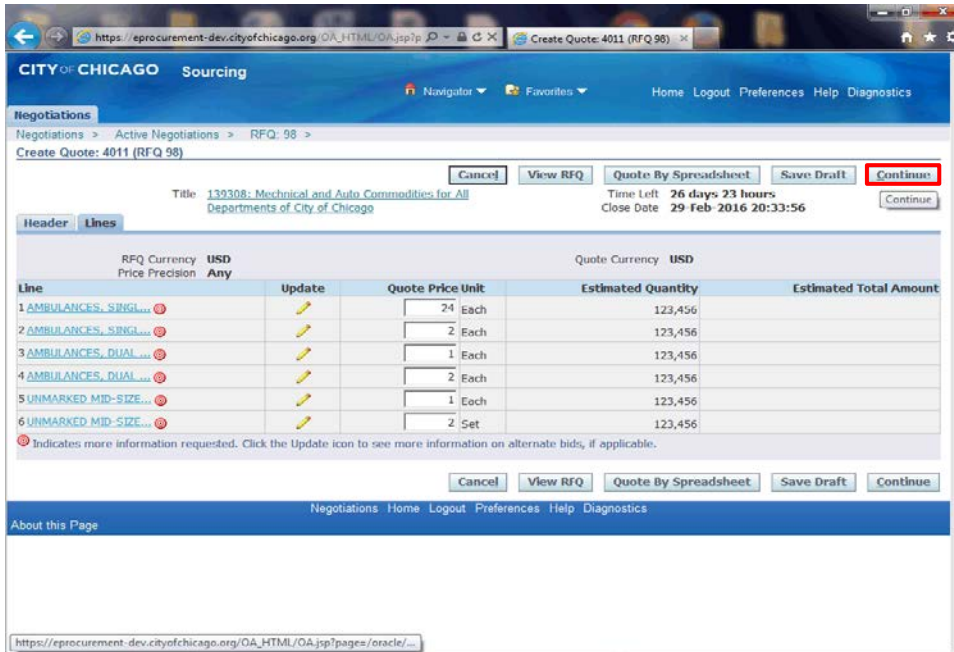 https://eprocurement-dev.cityofchicago.org/OA_HTML/OA.jsp?p
Create Quote: 4011 (RFQ 98)
CITY OF CHICAGO Sourcing
Navigator Favorites Home Logout Preferences Help Diagnostics
Negotiations
Negotiations > Active Negotiations > RFQ: 98 >
Create Quote: 4011 (RFQ 98)
Cancel View RFQ Quote By Spreadsheet Save Draft Continue
Title 139308: Mechnical and Auto Commodities for All Departments of City of Chicago
Time Left 26 days 23 hours
Close Date 29-Feb-2016 20:33:56
Continue
Header Lines
RFQ Currency USD Quote Currency USD
Price Precision Any
Line Update Quote Price Unit Estimated Quantity Estimated Total Amount
1 AMBULANCES, SINGL... 24 Each 123,456
2 AMBULANCES, SINGL... 2 Each 123,456
3 AMBULANCES, DUAL ... 1 Each 123,456
4 AMBULANCES, DUAL ... 2 Each 123,456
5 UNMARKED MID-SIZE... 1 Each 123,456
6 UNMARKED MID-SIZE... 2 Set 123,456
Indicates more information requested. Click the Update icon to see more information on alternate bids, if applicable.
Cancel View RFQ Quote By Spreadsheet Save Draft Continue
Negotiations Home Logout Preferences Help Diagnostics
About this Page
https://eprocurement-dev.cityofchicago.org/OA_HTML/OA.jsp?page=/oracle/...